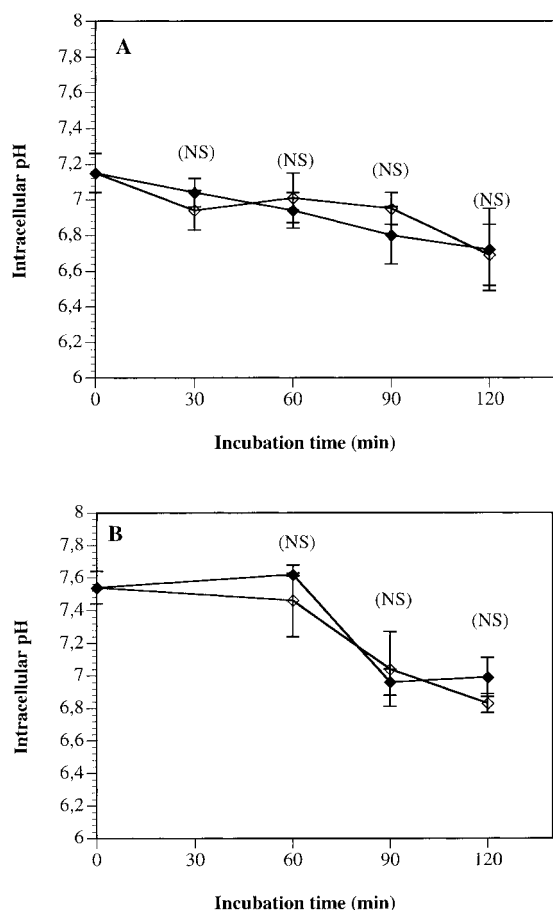 A
8
7,8
7,6
7,4
7,2
7
6,8
6,6
6,4
6,2
6
Intracellular pH
(NS)
(NS)
(NS)
(NS)
0
30
60
90
120
Incubation time (min)
B
8
7,8
7,6
7,4
7,2
7
6,8
6,6
6,4
6,2
6
Intracellular pH
(NS)
(NS)
(NS)
0
30
60
90
120
Incubation time (min)